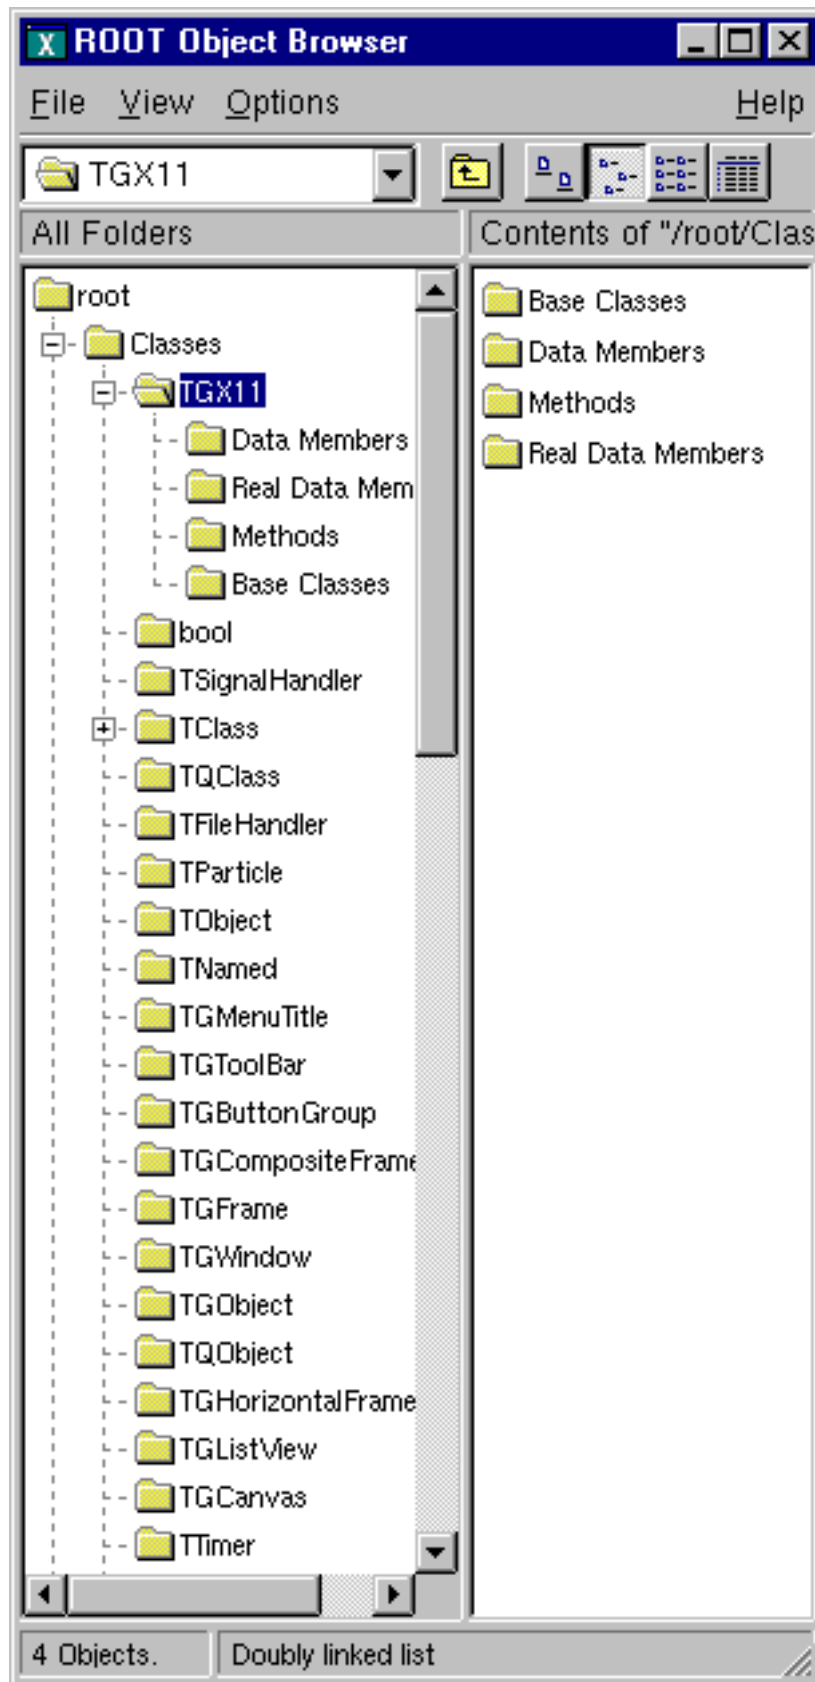 ROOT Object Browser
File View Options Help
TGX11
All Folders
Contents of "/root/Clas
root
Classes
TGX11
Data Members
Real Data Mem
Methods
Base Classes
bool
TSignalHandler
TClass
TQClass
TFileHandler
TParticle
TObject
TNamed
TGMenuTitle
TGToolBar
TGButtonGroup
TGCompositeFrame
TGFrame
TGWindow
TGObject
TQObject
TGHorizontalFrame
TGListView
TGCanvas
TTimer
Base Classes
Data Members
Methods
Real Data Members
4 Objects.
Doubly linked list